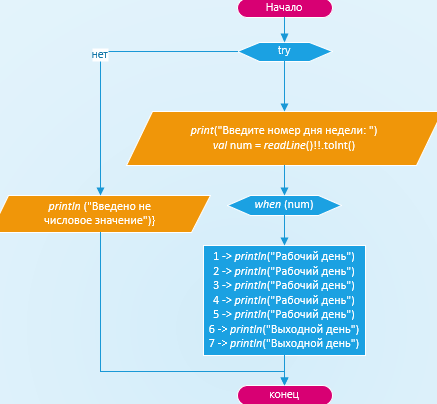 Начало
try
нет
print("Введите номер дня недели: ")
val num = readLine()!!.toInt()
println ("Введено не
числовое значение")}
when (num)
1 -> println("Рабочий день")
2 -> println("Рабочий день")
3 -> println("Рабочий день")
4 -> println("Рабочий день")
5 -> println("Рабочий день")
6 -> println("Выходной день")
7 -> println("Выходной день")
конец